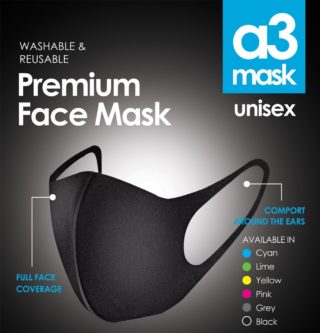 WASHABLE &
REUSABLE
Premium
Face Mask
a3
mask
unisex
COMPORT
AROUND THE EARS
FULL FACE
COVERAGE
AVAILABLE IN
Cyan
Lime
Yellow
Pink
Grey
Black